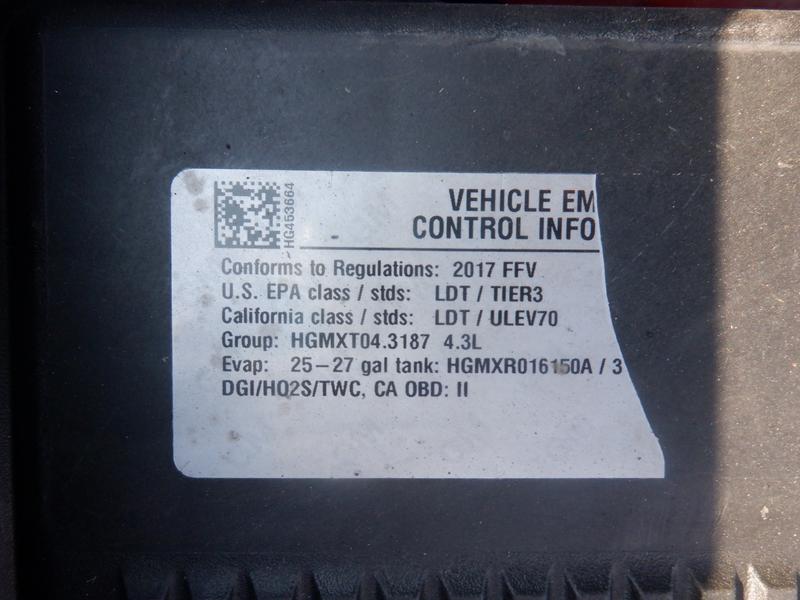 HG453664
VEHICLE EM
CONTROL INFO
Conforms to Regulations: 2017 FFV
U.S. EPA class / stds: LDT / TIER3
California class / stds: LDT / ULEV70
Group: HGMXT04.3187 4.3L
Evap: 25–27 gal tank: HGMXR016150A / 3
DGI/HO2S/TWC, CA OBD: II